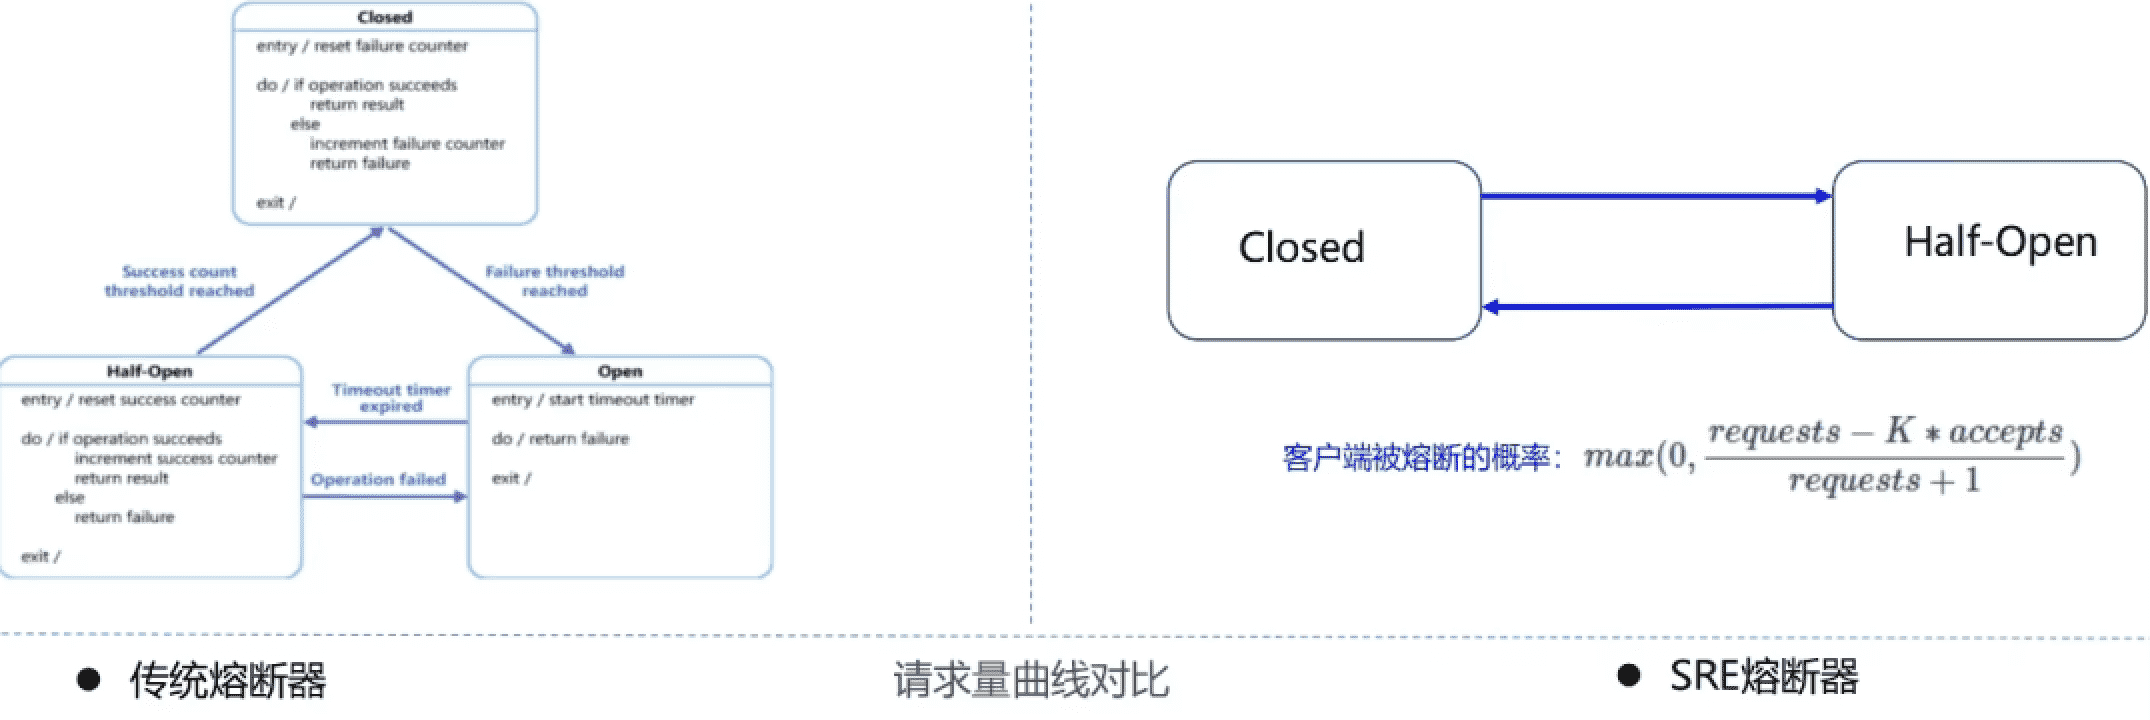 Closed
entry / reset failure counter
do / if operation succeeds
return result
else
increment failure counter
return failure
exit /
Success count
threshold reached
Failure threshold
reached
Half-Open
entry / reset success counter
do / if operation succeeds
increment success counter
return result
else
return failure
exit /
Timeout timer
expired
Operation failed
Open
entry / start timeout timer
do / return failure
exit /
Closed
Half-Open
客户端被熔断的概率: max(0, (requests − K * accepts) / (requests + 1))
● 传统熔断器
请求量曲线对比
● SRE熔断器